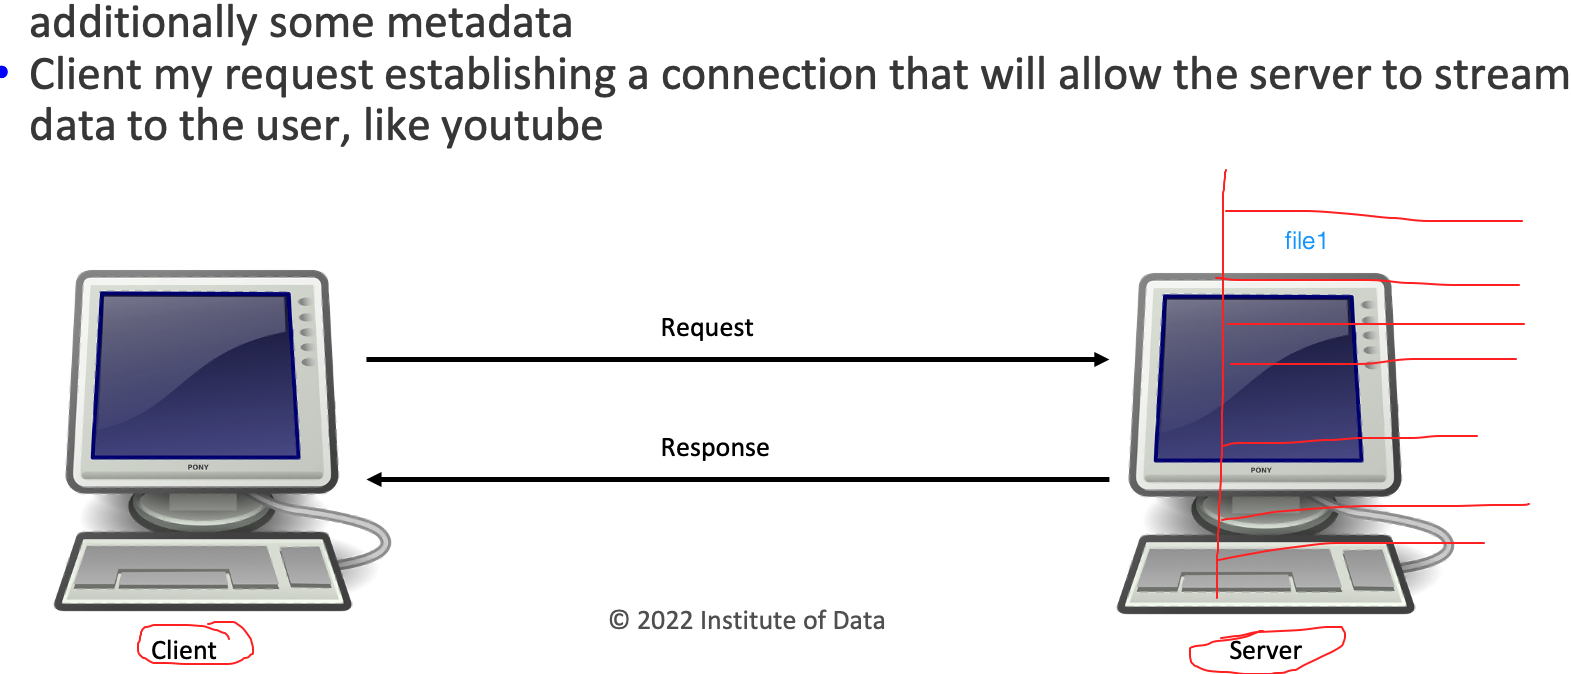 additionally some metadata
• Client my request establishing a connection that will allow the server to stream
data to the user, like youtube
file1
Request
Response
PONY
PONY
© 2022 Institute of Data
Client
Server